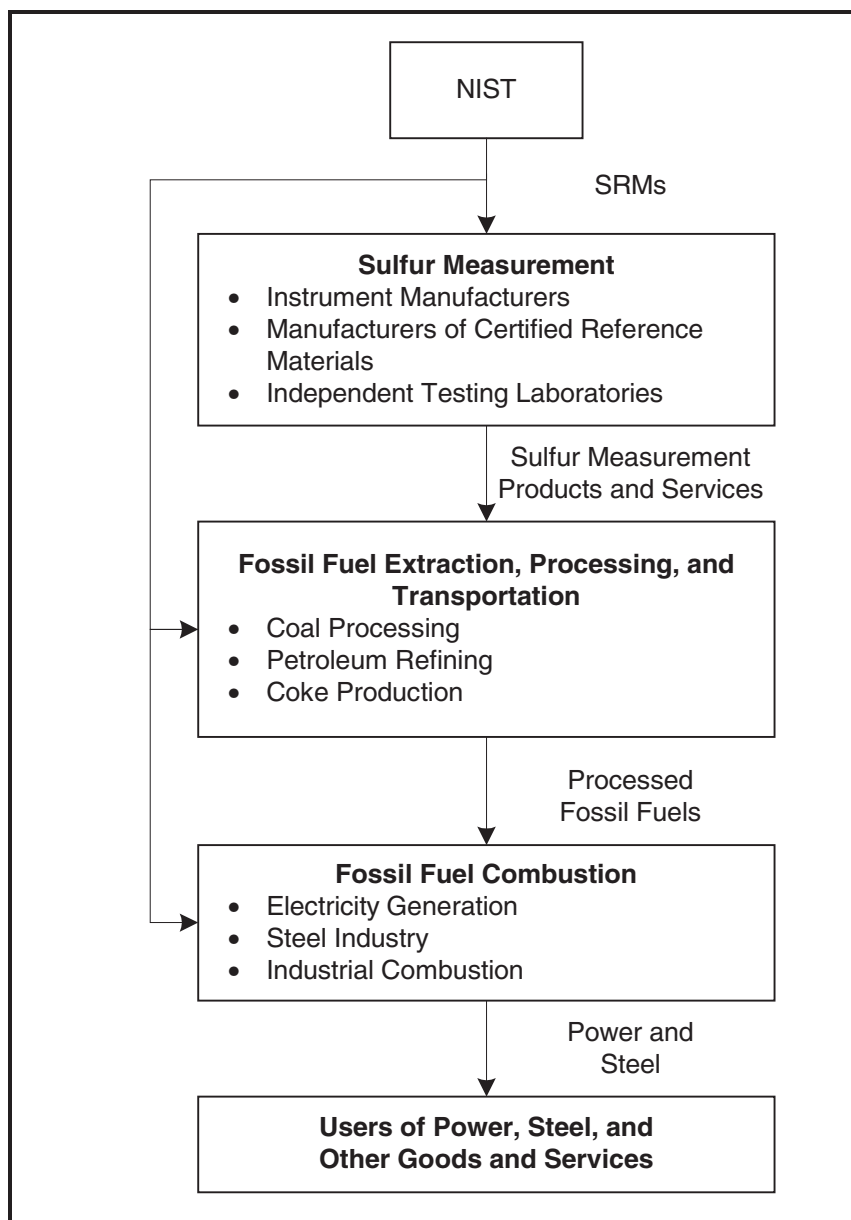 NIST
SRMs
Sulfur Measurement
• Instrument Manufacturers
• Manufacturers of Certified Reference
Materials
• Independent Testing Laboratories
Sulfur Measurement
Products and Services
Fossil Fuel Extraction, Processing, and
Transportation
• Coal Processing
• Petroleum Refining
• Coke Production
Processed
Fossil Fuels
Fossil Fuel Combustion
• Electricity Generation
• Steel Industry
• Industrial Combustion
Power and
Steel
Users of Power, Steel, and
Other Goods and Services